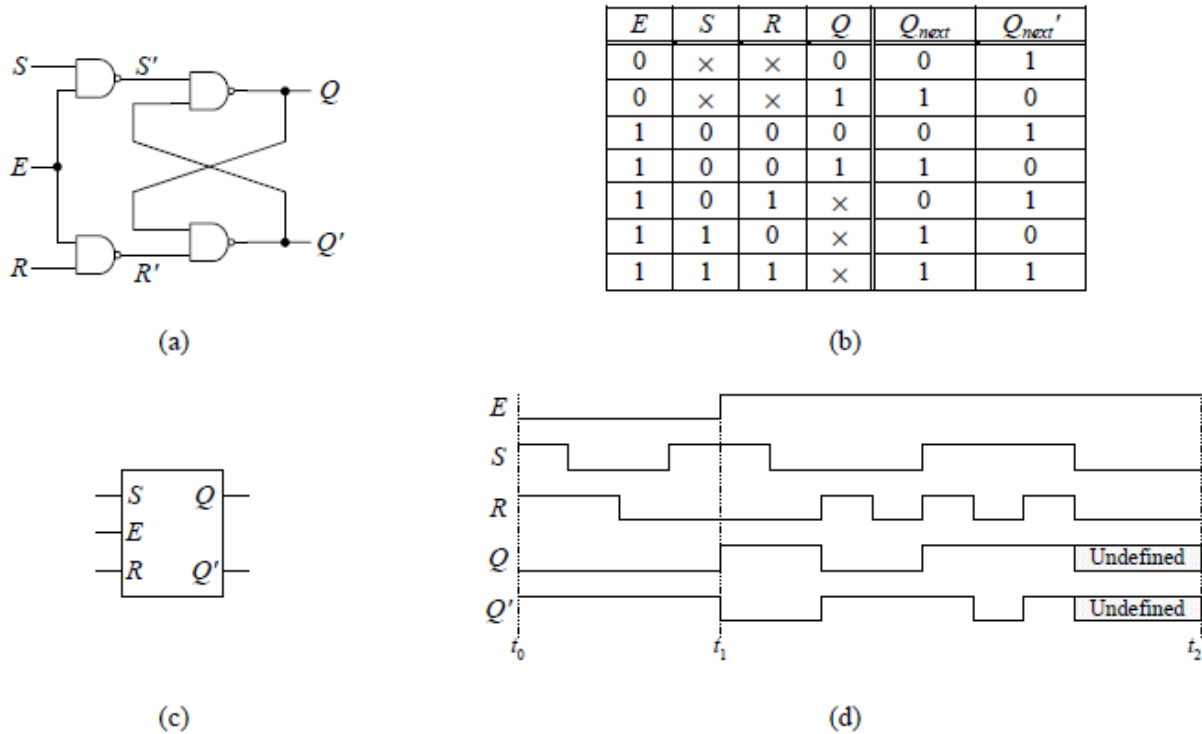 S
S'
Q
E
Q'
R
R'
(a)
E S R Q Qnext Qnext'
0 × × 0 0 1
0 × × 1 1 0
1 0 0 0 0 1
1 0 0 1 1 0
1 0 1 × 0 1
1 1 0 × 1 0
1 1 1 × 1 1
(b)
S Q
E
R Q'
(c)
E
S
R
Q Undefined
Q' Undefined
t0 t1 t2
(d)